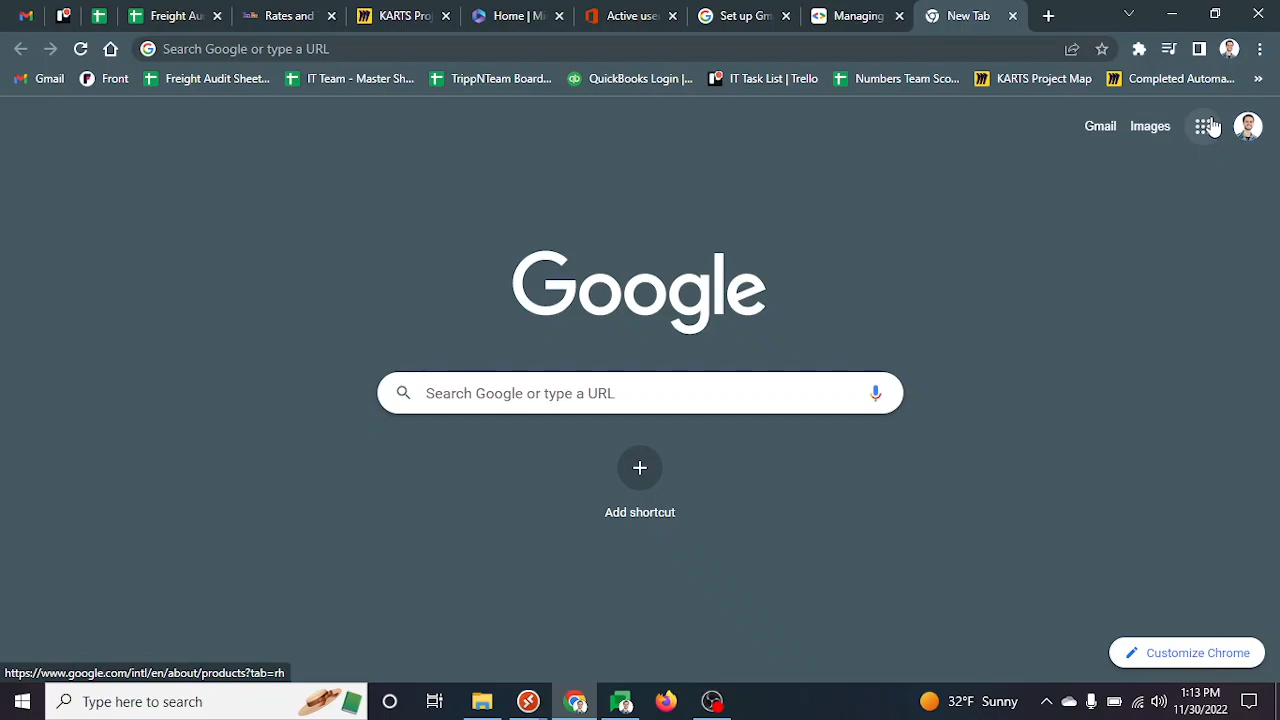 Freight Au
Rates and
KARTS Proj
Home | M
Active use
Set up Gm
Managing
New Tab
Search Google or type a URL
Gmail
Front
Freight Audit Sheet...
IT Team - Master Sh...
TrippNTeam Board...
QuickBooks Login |...
IT Task List | Trello
Numbers Team Sco...
KARTS Project Map
Completed Automa...
»
Gmail
Images
Google
Search Google or type a URL
Add shortcut
Customize Chrome
https://www.google.com/intl/en/about/products?tab=rh
Type here to search
32°F Sunny
1:13 PM
11/30/2022